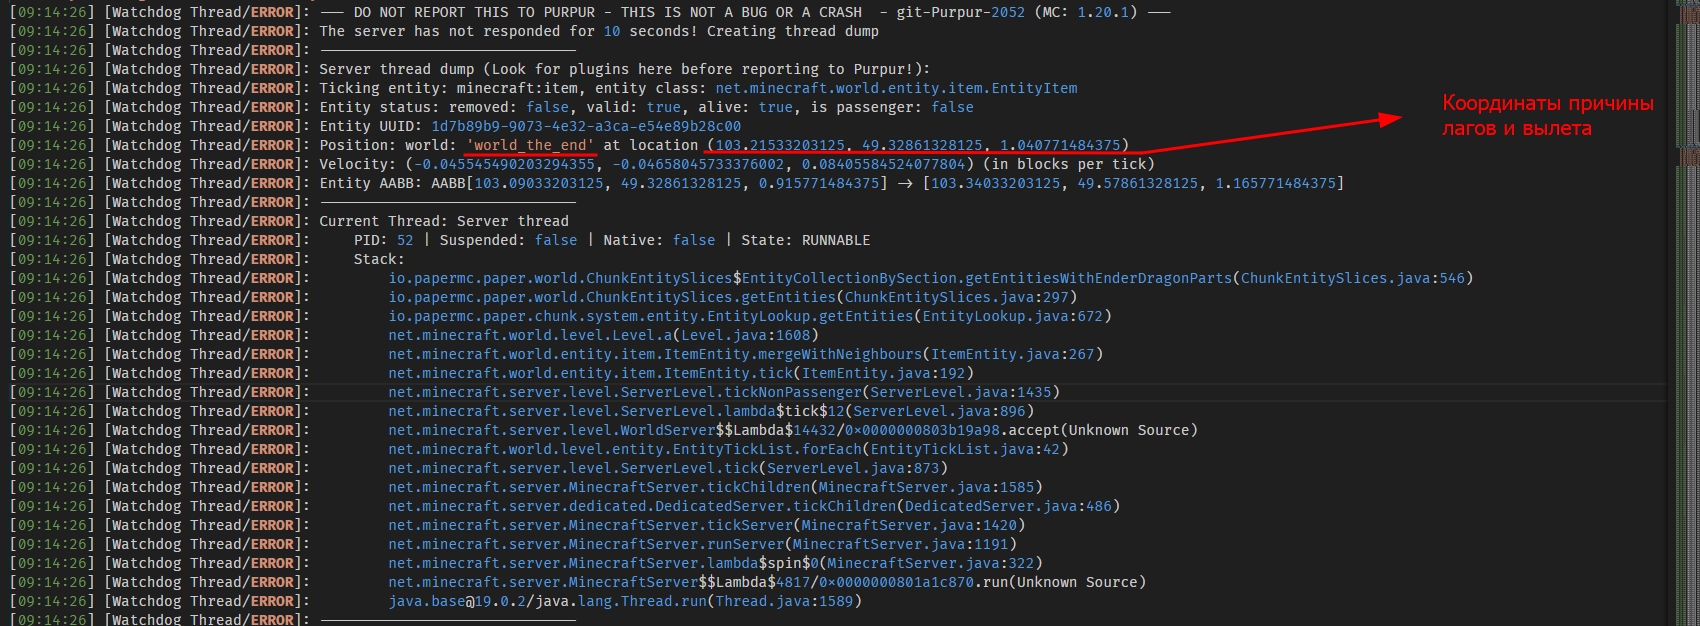 [09:14:26] [Watchdog Thread/ERROR]: --- DO NOT REPORT THIS TO PURPUR - THIS IS NOT A BUG OR A CRASH  - git-Purpur-2052 (MC: 1.20.1) ---
[09:14:26] [Watchdog Thread/ERROR]: The server has not responded for 10 seconds! Creating thread dump
[09:14:26] [Watchdog Thread/ERROR]: ------------------------------
[09:14:26] [Watchdog Thread/ERROR]: Server thread dump (Look for plugins here before reporting to Purpur!):
[09:14:26] [Watchdog Thread/ERROR]: Ticking entity: minecraft:item, entity class: net.minecraft.world.entity.item.EntityItem
[09:14:26] [Watchdog Thread/ERROR]: Entity status: removed: false, valid: true, alive: true, is passenger: false
[09:14:26] [Watchdog Thread/ERROR]: Entity UUID: 1d7b89b9-9073-4e32-a3ca-e54e89b28c00
[09:14:26] [Watchdog Thread/ERROR]: Position: world: 'world_the_end' at location (103.21533203125, 49.32861328125, 1.040771484375)
Координаты причины
лагов и вылета
[09:14:26] [Watchdog Thread/ERROR]: Velocity: (-0.045545490203294355, -0.04658045733376002, 0.08405584524077804) (in blocks per tick)
[09:14:26] [Watchdog Thread/ERROR]: Entity AABB: AABB[103.09033203125, 49.32861328125, 0.915771484375] -> [103.34033203125, 49.57861328125, 1.165771484375]
[09:14:26] [Watchdog Thread/ERROR]: ------------------------------
[09:14:26] [Watchdog Thread/ERROR]: Current Thread: Server thread
[09:14:26] [Watchdog Thread/ERROR]:     PID: 52 | Suspended: false | Native: false | State: RUNNABLE
[09:14:26] [Watchdog Thread/ERROR]:     Stack:
[09:14:26] [Watchdog Thread/ERROR]:         io.papermc.paper.world.ChunkEntitySlices$EntityCollectionBySection.getEntitiesWithEnderDragonParts(ChunkEntitySlices.java:546)
[09:14:26] [Watchdog Thread/ERROR]:         io.papermc.paper.world.ChunkEntitySlices.getEntities(ChunkEntitySlices.java:297)
[09:14:26] [Watchdog Thread/ERROR]:         io.papermc.paper.chunk.system.entity.EntityLookup.getEntities(EntityLookup.java:672)
[09:14:26] [Watchdog Thread/ERROR]:         net.minecraft.world.level.Level.a(Level.java:1608)
[09:14:26] [Watchdog Thread/ERROR]:         net.minecraft.world.entity.item.ItemEntity.mergeWithNeighbours(ItemEntity.java:267)
[09:14:26] [Watchdog Thread/ERROR]:         net.minecraft.world.entity.item.ItemEntity.tick(ItemEntity.java:192)
[09:14:26] [Watchdog Thread/ERROR]:         net.minecraft.server.level.ServerLevel.tickNonPassenger(ServerLevel.java:1435)
[09:14:26] [Watchdog Thread/ERROR]:         net.minecraft.server.level.ServerLevel.lambda$tick$12(ServerLevel.java:896)
[09:14:26] [Watchdog Thread/ERROR]:         net.minecraft.server.level.WorldServer$$Lambda$14432/0x0000000803b19a98.accept(Unknown Source)
[09:14:26] [Watchdog Thread/ERROR]:         net.minecraft.world.level.entity.EntityTickList.forEach(EntityTickList.java:42)
[09:14:26] [Watchdog Thread/ERROR]:         net.minecraft.server.level.ServerLevel.tick(ServerLevel.java:873)
[09:14:26] [Watchdog Thread/ERROR]:         net.minecraft.server.MinecraftServer.tickChildren(MinecraftServer.java:1585)
[09:14:26] [Watchdog Thread/ERROR]:         net.minecraft.server.dedicated.DedicatedServer.tickChildren(DedicatedServer.java:486)
[09:14:26] [Watchdog Thread/ERROR]:         net.minecraft.server.MinecraftServer.tickServer(MinecraftServer.java:1420)
[09:14:26] [Watchdog Thread/ERROR]:         net.minecraft.server.MinecraftServer.runServer(MinecraftServer.java:1191)
[09:14:26] [Watchdog Thread/ERROR]:         net.minecraft.server.MinecraftServer.lambda$spin$0(MinecraftServer.java:322)
[09:14:26] [Watchdog Thread/ERROR]:         net.minecraft.server.MinecraftServer$$Lambda$4817/0x0000000801a1c870.run(Unknown Source)
[09:14:26] [Watchdog Thread/ERROR]:         java.base@19.0.2/java.lang.Thread.run(Thread.java:1589)
[09:14:26] [Watchdog Thread/ERROR]: ------------------------------